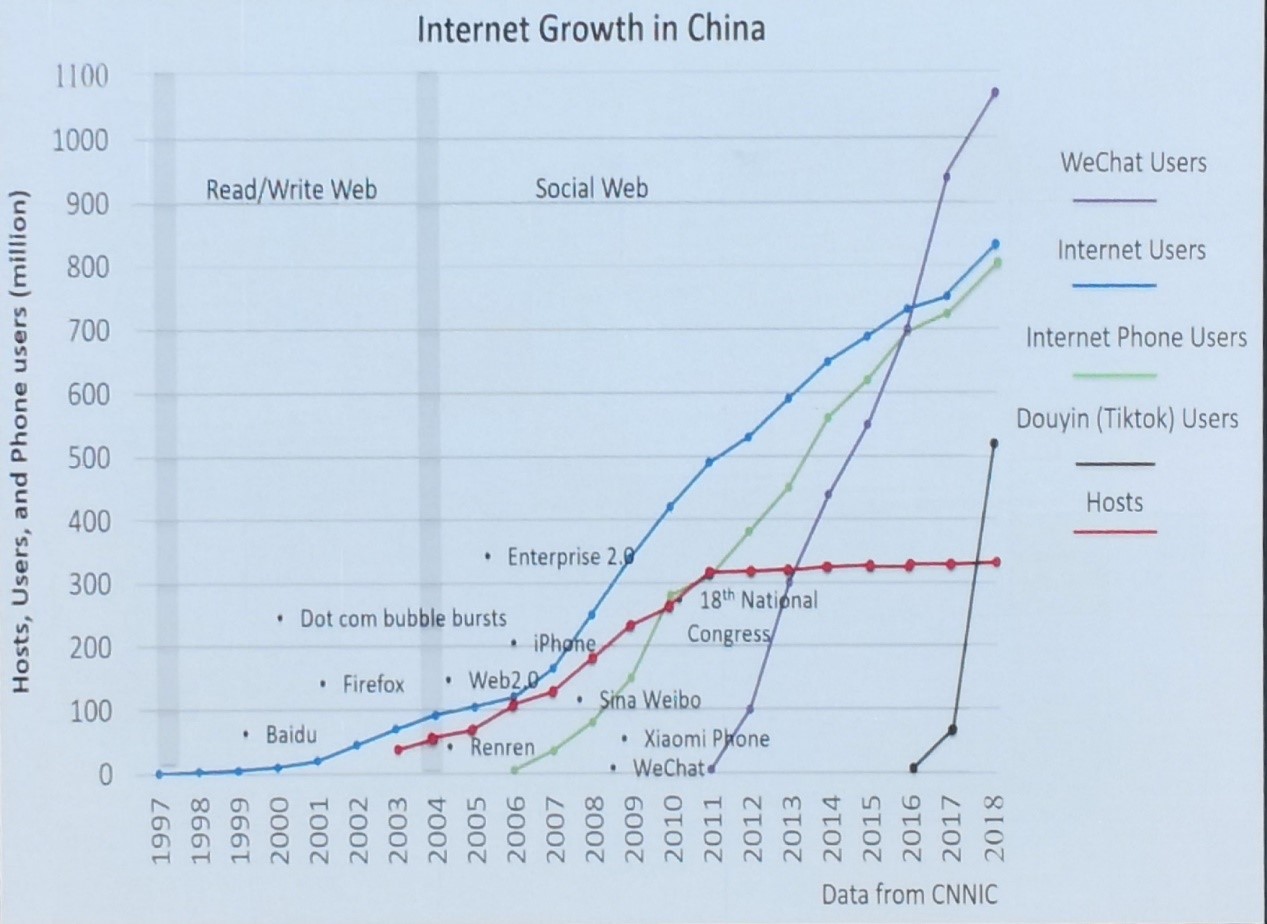 Internet Growth in China
Hosts, Users, and Phone users (million)
1100
1000
900
800
700
600
500
400
300
200
100
0
Read/Write Web
Social Web
Enterprise 2.0
Dot com bubble bursts
18th National
Congress
iPhone
Firefox
Web2.0
Sina Weibo
Baidu
Renren
Xiaomi Phone
WeChat
1997
1998
1999
2000
2001
2002
2003
2004
2005
2006
2007
2008
2009
2010
2011
2012
2013
2014
2015
2016
2017
2018
WeChat Users
Internet Users
Internet Phone Users
Douyin (Tiktok) Users
Hosts
Data from CNNIC